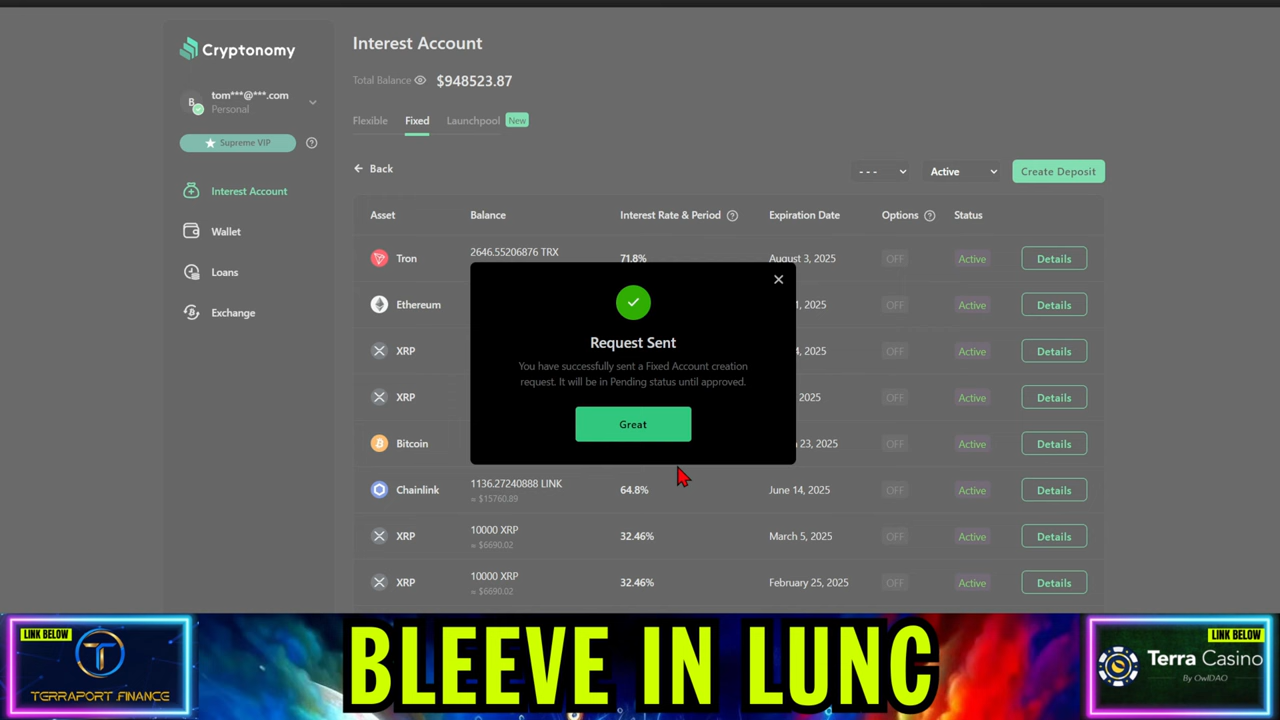 Cryptonomy
Interest Account
Total Balance $948523.87
B tom***@***.com
Personal
Supreme VIP
Flexible Fixed Launchpool New
Back
- - - Active Create Deposit
Interest Account
Wallet
Loans
Exchange
Asset Balance Interest Rate & Period Expiration Date Options Status
Tron 2646.55206876 TRX 71.8% August 3, 2025 OFF Active Details
Ethereum 1, 2025 OFF Active Details
XRP 4, 2025 OFF Active Details
XRP 2025 OFF Active Details
Bitcoin 23, 2025 OFF Active Details
Chainlink 1136.27240888 LINK 64.8% June 14, 2025 OFF Active Details
≈ $15760.89
XRP 10000 XRP 32.46% March 5, 2025 OFF Active Details
≈ $6690.02
XRP 10000 XRP 32.46% February 25, 2025 OFF Active Details
≈ $6690.02
Request Sent
You have successfully sent a Fixed Account creation
request. It will be in Pending status until approved.
Great
LINK BELOW
TERRAPORT FINANCE
BLEEVE IN LUNC
LINK BELOW
Terra Casino
By OwlDAO